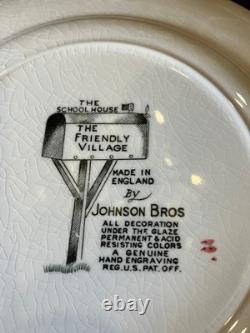 THE
SCHOOL HOUSE
THE
FRIENDLY
VILLAGE
MADE IN
ENGLAND
By
JOHNSON BROS
ALL DECORATION
UNDER THE GLAZE
PERMANENT & ACID
RESISTING COLORS
A GENUINE
HAND ENGRAVING
REG. U.S. PAT. OFF.